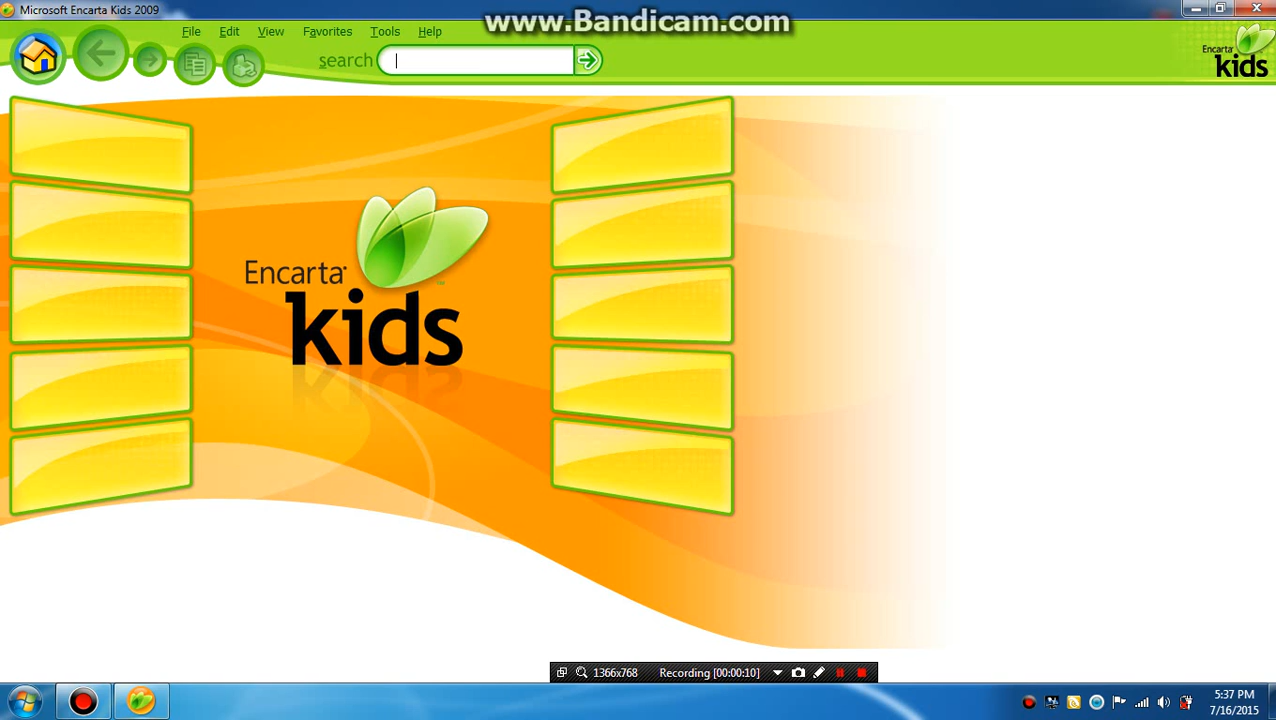 Microsoft Encarta Kids 2009
www.Bandicam.com
File Edit View Favorites Tools Help
search
Encarta
kids
Encarta
kids
1366x768 Recording [00:00:10]
5:37 PM
7/16/2015